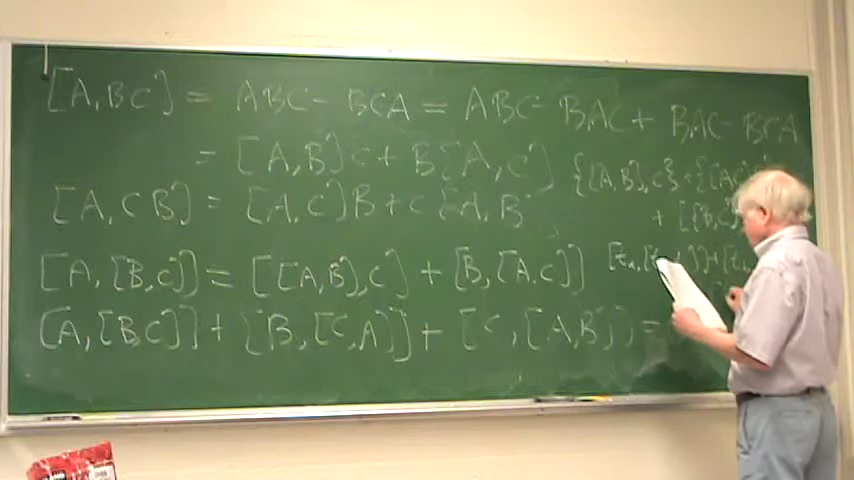 [A,BC] = ABC - BCA = ABC - BAC + BAC - BCA
= [A,B]C + B[A,C]
{[A,B],C} + {[A,C
[A,CB] = [A,C]B + C[A,B
+ [{B,C
[A,[B,C]] = [[A,B],C] + [B,[A,C]]
[A,[B,C]] + [B,[C,A]] + [C,[A,B]] =